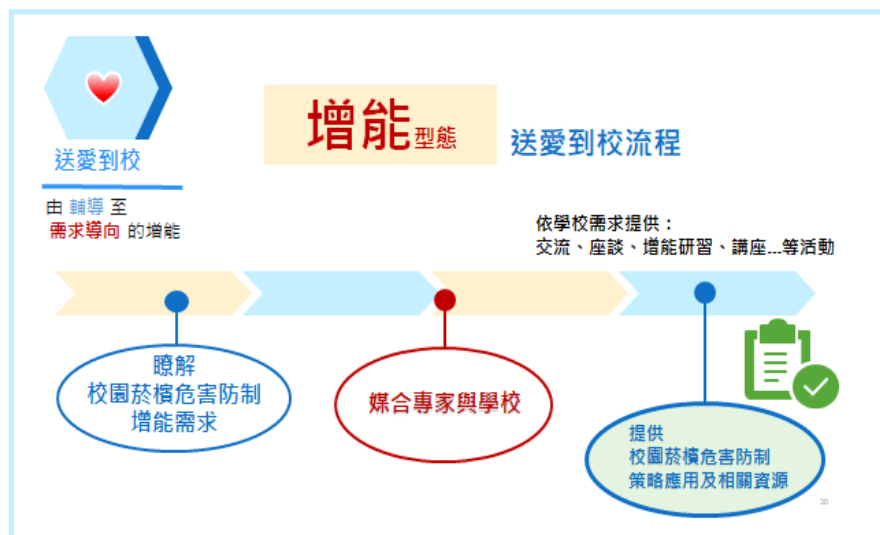 送愛到校
由 輔導 至
需求導向 的增能
增能型態
送愛到校流程
依學校需求提供：
交流、座談、增能研習、講座...等活動
瞭解
校園菸檳危害防制
增能需求
媒合專家與學校
提供
校園菸檳危害防制
策略應用及相關資源
30